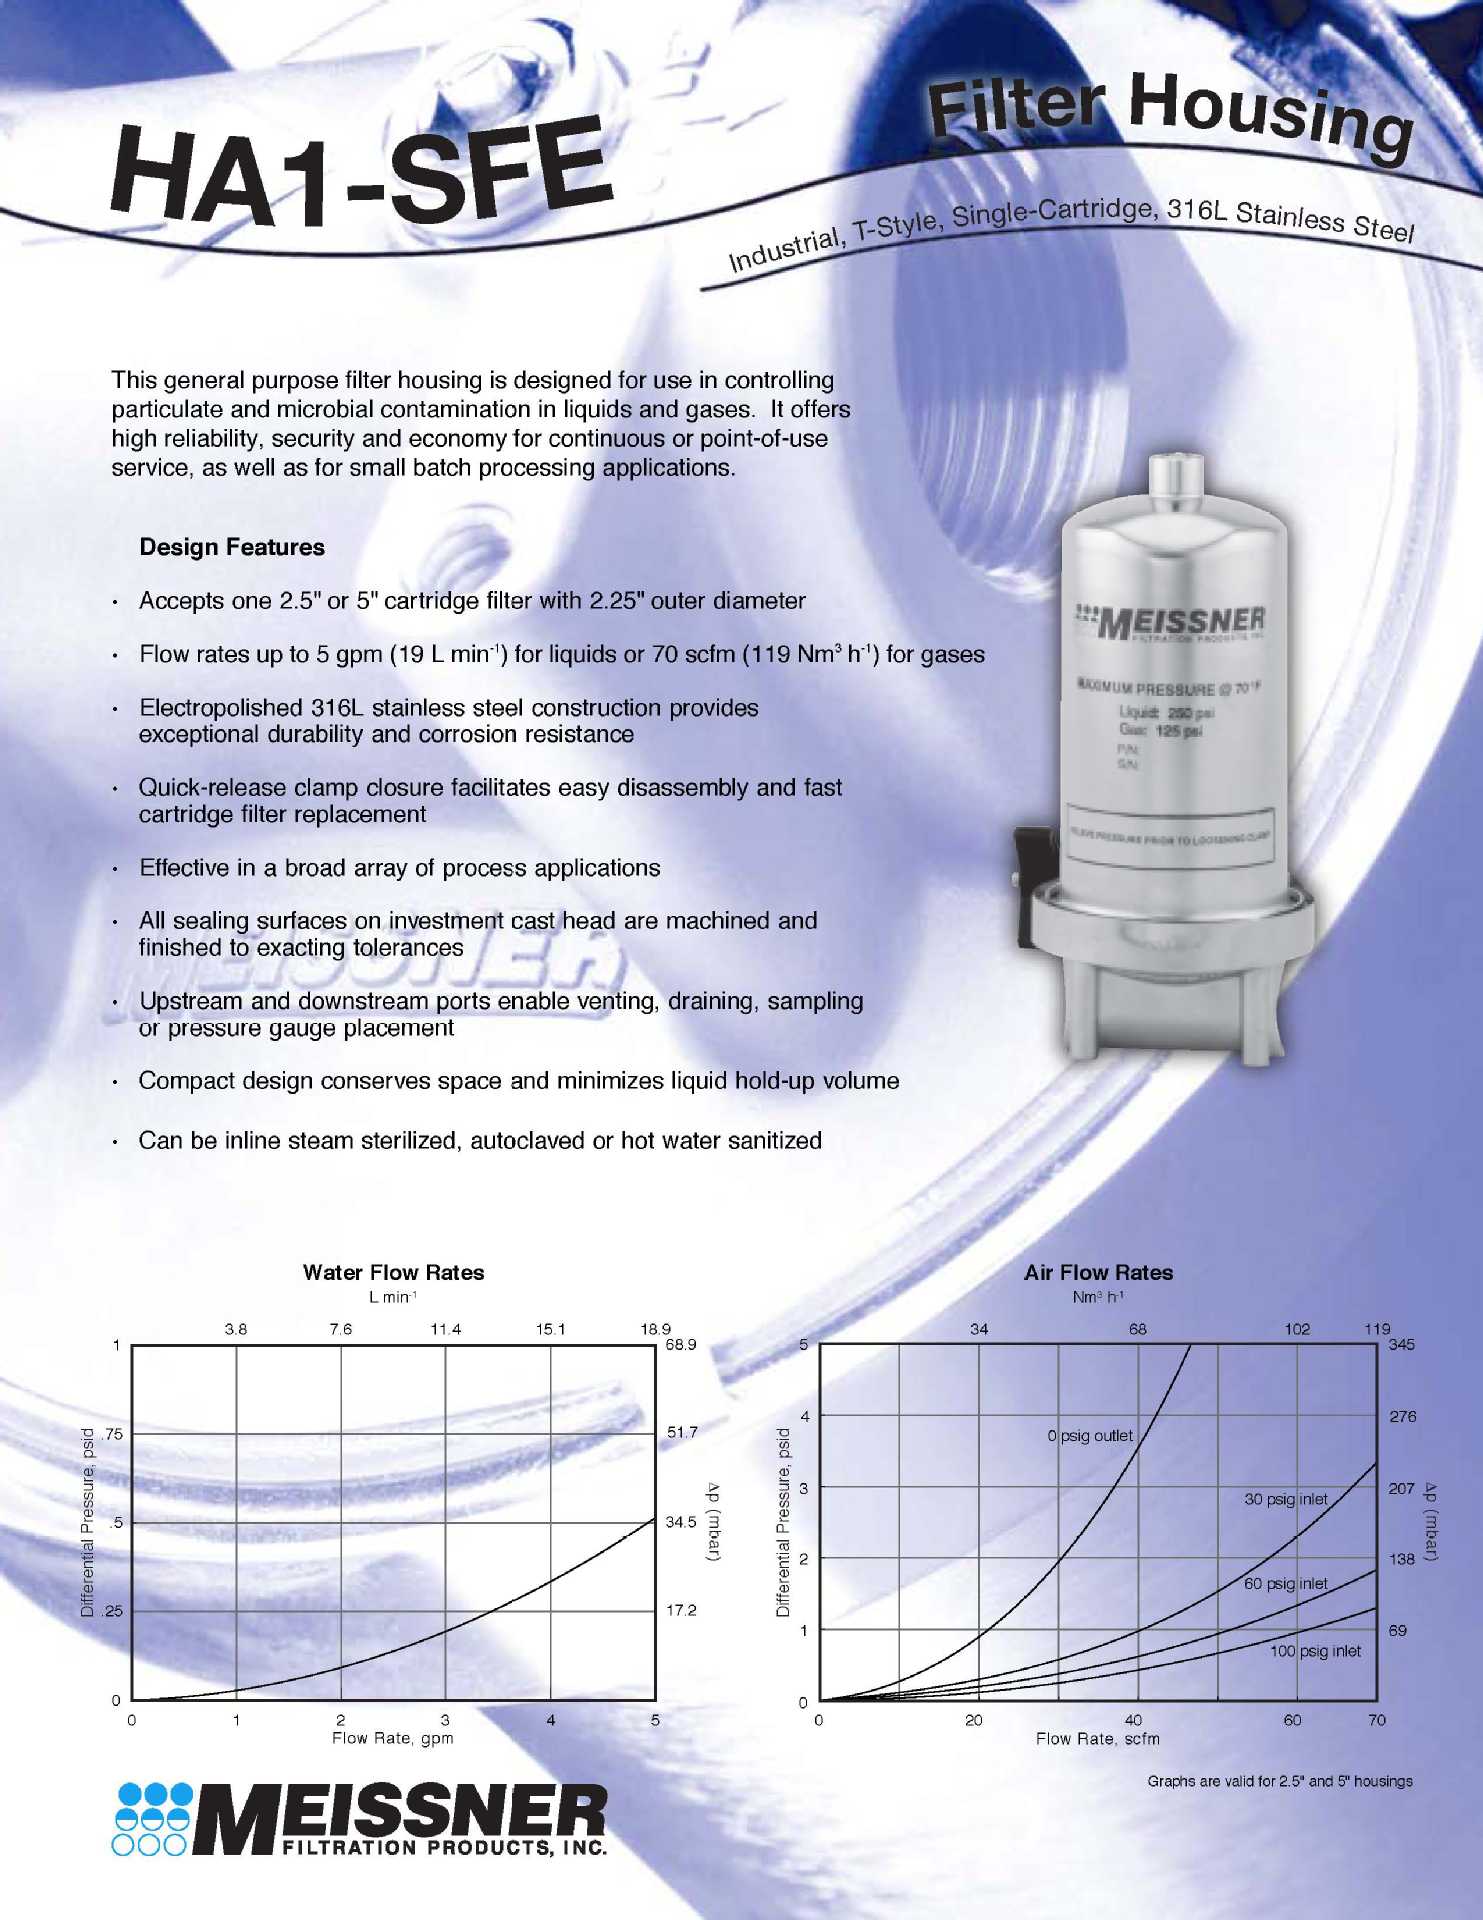 HA1-SFE
Filter Housing
Industrial, T-Style, Single-Cartridge, 316L Stainless Steel
This general purpose filter housing is designed for use in controlling
particulate and microbial contamination in liquids and gases. It offers
high reliability, security and economy for continuous or point-of-use
service, as well as for small batch processing applications.
Design Features
· Accepts one 2.5" or 5" cartridge filter with 2.25" outer diameter
· Flow rates up to 5 gpm (19 L min⁻¹) for liquids or 70 scfm (119 Nm³ h⁻¹) for gases
· Electropolished 316L stainless steel construction provides
exceptional durability and corrosion resistance
· Quick-release clamp closure facilitates easy disassembly and fast
cartridge filter replacement
· Effective in a broad array of process applications
· All sealing surfaces on investment cast head are machined and
finished to exacting tolerances
· Upstream and downstream ports enable venting, draining, sampling
or pressure gauge placement
· Compact design conserves space and minimizes liquid hold-up volume
· Can be inline steam sterilized, autoclaved or hot water sanitized
MEISSNER
FILTRATION PRODUCTS, INC.
MAXIMUM PRESSURE @ 70°F
Liquid: 250 psi
Gas: 125 psi
P/N:
S/N:
RELIEVE PRESSURE PRIOR TO LOOSENING CLAMP
MEISSNER
Water Flow Rates
L min⁻¹
3.8 7.6 11.4 15.1 18.9
1 68.9
.75 51.7
.5 34.5
.25 17.2
0
Differential Pressure, psid
Δp (mbar)
0 1 2 3 4 5
Flow Rate, gpm
Air Flow Rates
Nm³ h⁻¹
34 68 102 119
5 345
4 276
0 psig outlet
3 207
30 psig inlet
2 138
60 psig inlet
1 69
100 psig inlet
0
Differential Pressure, psid
Δp (mbar)
0 20 40 60 70
Flow Rate, scfm
Graphs are valid for 2.5" and 5" housings
MEISSNER
FILTRATION PRODUCTS, INC.